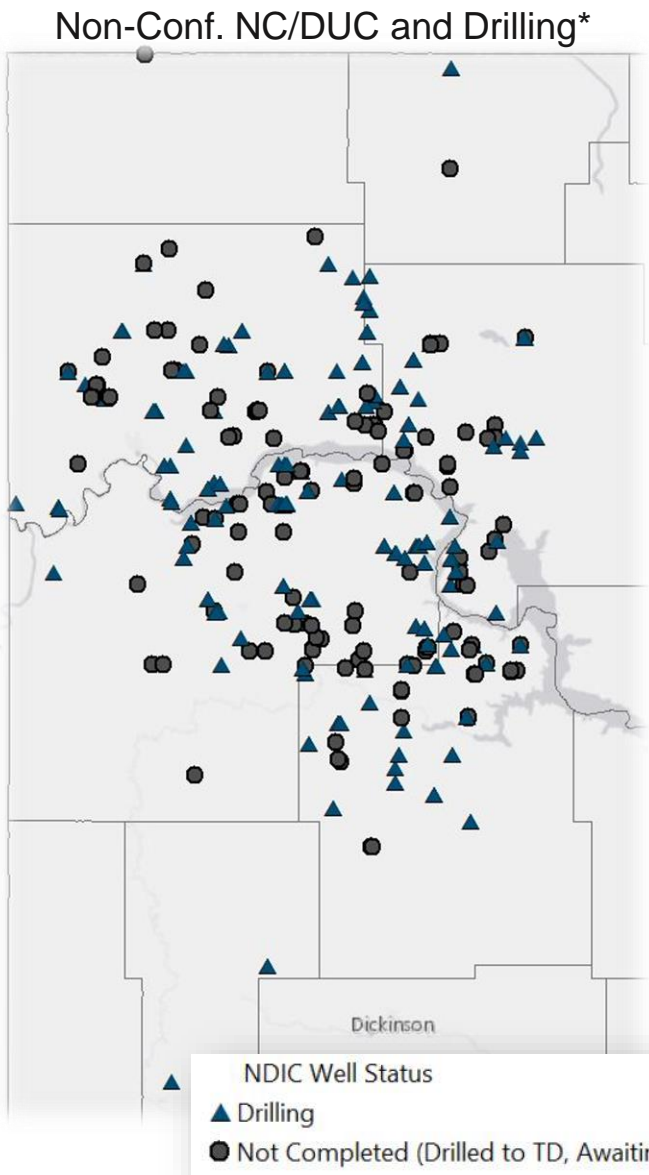 Non-Conf. NC/DUC and Drilling*
Dickinson
NDIC Well Status
Drilling
Not Completed (Drilled to TD,